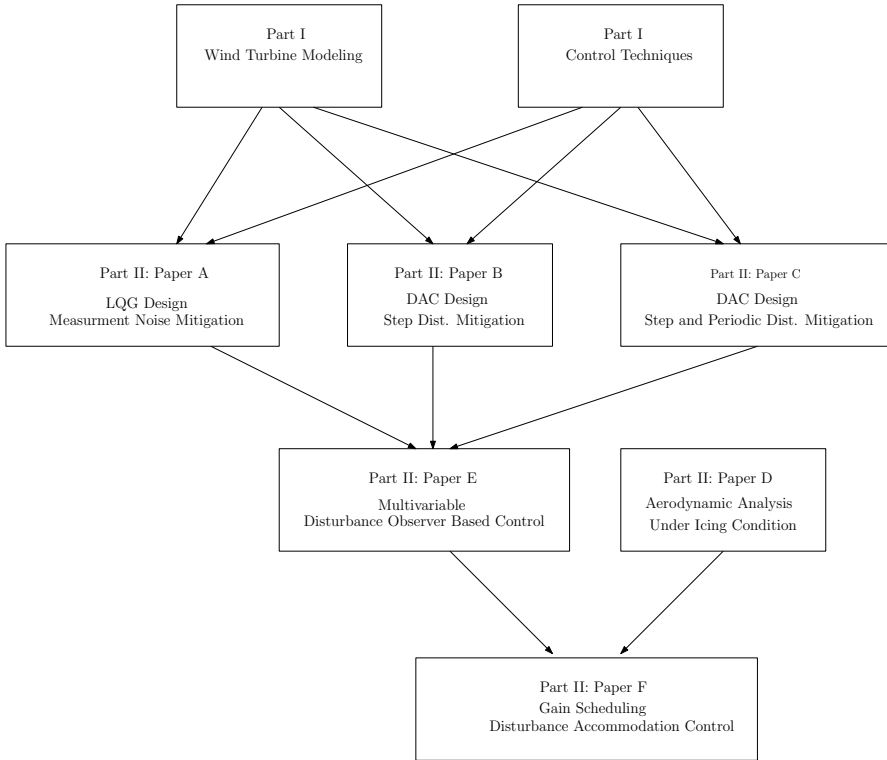 Part I
Wind Turbine Modeling
Part I
Control Techniques
Part II: Paper A
LQG Design
Measurment Noise Mitigation
Part II: Paper B
DAC Design
Step Dist. Mitigation
Part II: Paper C
DAC Design
Step and Periodic Dist. Mitigation
Part II: Paper E
Multivariable
Disturbance Observer Based Control
Part II: Paper D
Aerodynamic Analysis
Under Icing Condition
Part II: Paper F
Gain Scheduling
Disturbance Accommodation Control